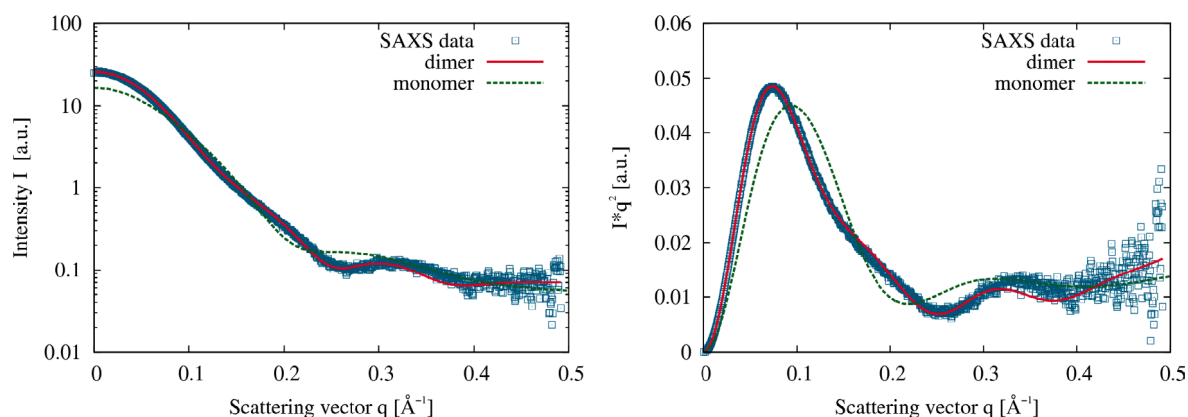 100
10
1
0.1
0.01
Intensity I [a.u.]
SAXS data
dimer
monomer
0
0.1
0.2
0.3
0.4
0.5
Scattering vector q [Å⁻¹]
0.06
0.05
0.04
0.03
0.02
0.01
0
I*q² [a.u.]
SAXS data
dimer
monomer
0
0.1
0.2
0.3
0.4
0.5
Scattering vector q [Å⁻¹]